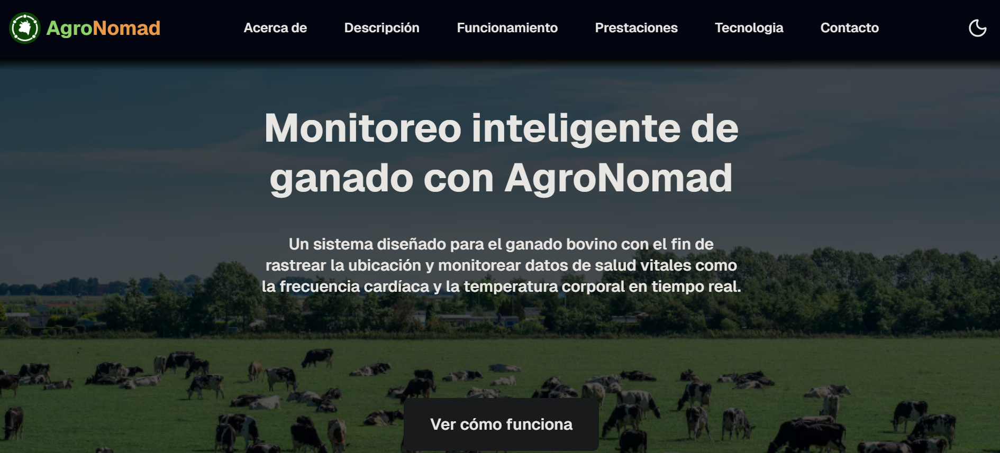 AgroNomad
Acerca de
Descripción
Funcionamiento
Prestaciones
Tecnologia
Contacto
Monitoreo inteligente de
ganado con AgroNomad
Un sistema diseñado para el ganado bovino con el fin de
rastrear la ubicación y monitorear datos de salud vitales como
la frecuencia cardíaca y la temperatura corporal en tiempo real.
Ver cómo funciona